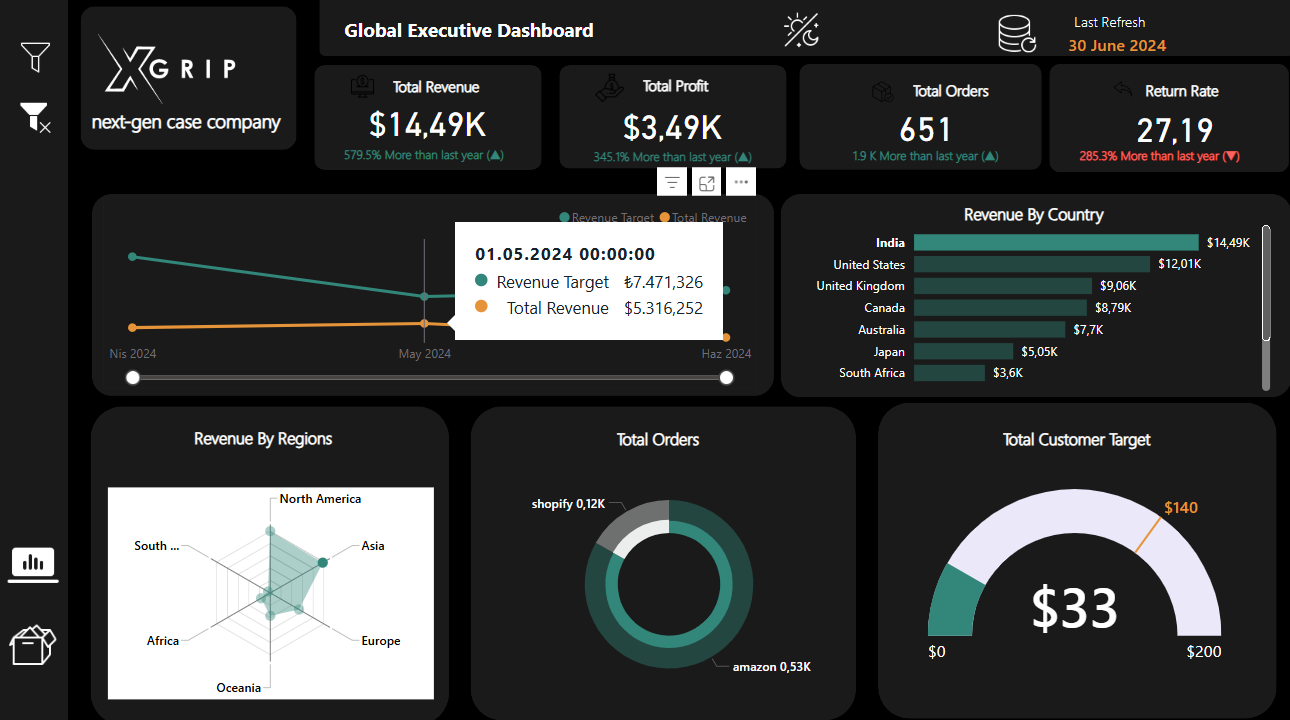 XGRIP
next-gen case company
Global Executive Dashboard
Last Refresh
30 June 2024
Total Revenue
$14,49K
579.5% More than last year (▲)
Total Profit
$3,49K
345.1% More than last year (▲)
Total Orders
651
1.9 K More than last year (▲)
Return Rate
27,19
285.3% More than last year (▼)
Revenue Target
Total Revenue
01.05.2024 00:00:00
Revenue Target ₺7.471,326
Total Revenue $5.316,252
Nis 2024
May 2024
Haz 2024
Revenue By Country
India $14,49K
United States $12,01K
United Kingdom $9,06K
Canada $8,79K
Australia $7,7K
Japan $5,05K
South Africa $3,6K
Revenue By Regions
North America
South ...
Asia
Africa
Europe
Oceania
Total Orders
shopify 0,12K
amazon 0,53K
Total Customer Target
$140
$33
$0
$200